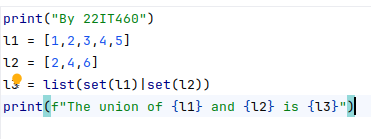 print("By 22IT460")
l1 = [1,2,3,4,5]
l2 = [2,4,6]
l3 = list(set(l1)|set(l2))
print(f"The union of {l1} and {l2} is {l3}")